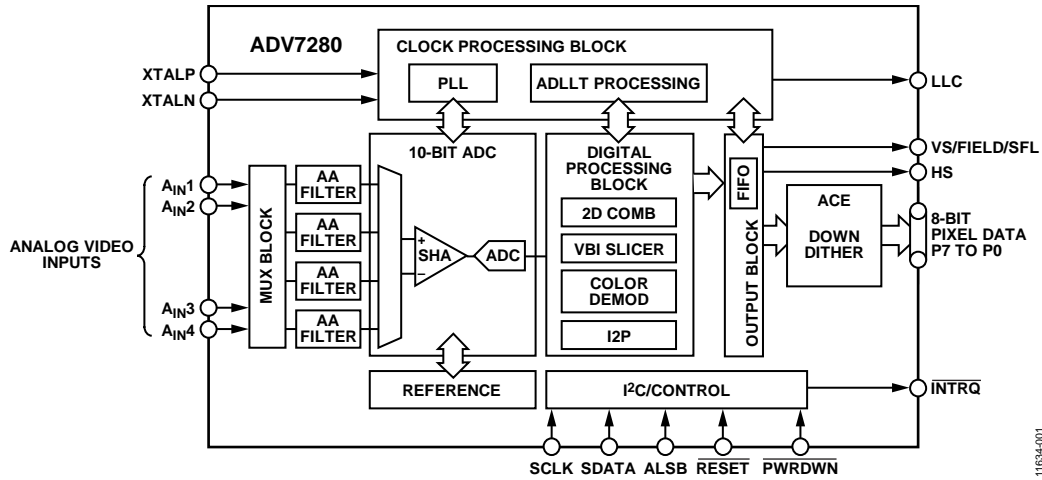 ADV7280
CLOCK PROCESSING BLOCK
PLL
ADLLT PROCESSING
XTALP
XTALN
LLC
10-BIT ADC
DIGITAL
PROCESSING
BLOCK
2D COMB
VBI SLICER
COLOR
DEMOD
I2P
FIFO
OUTPUT BLOCK
VS/FIELD/SFL
HS
ACE
DOWN
DITHER
8-BIT
PIXEL DATA
P7 TO P0
ANALOG VIDEO
INPUTS
AIN1
AIN2
AIN3
AIN4
MUX BLOCK
AA
FILTER
AA
FILTER
AA
FILTER
AA
FILTER
+
SHA
–
ADC
REFERENCE
I2C/CONTROL
INTRQ
SCLK
SDATA
ALSB
RESET
PWRDWN
11634-001